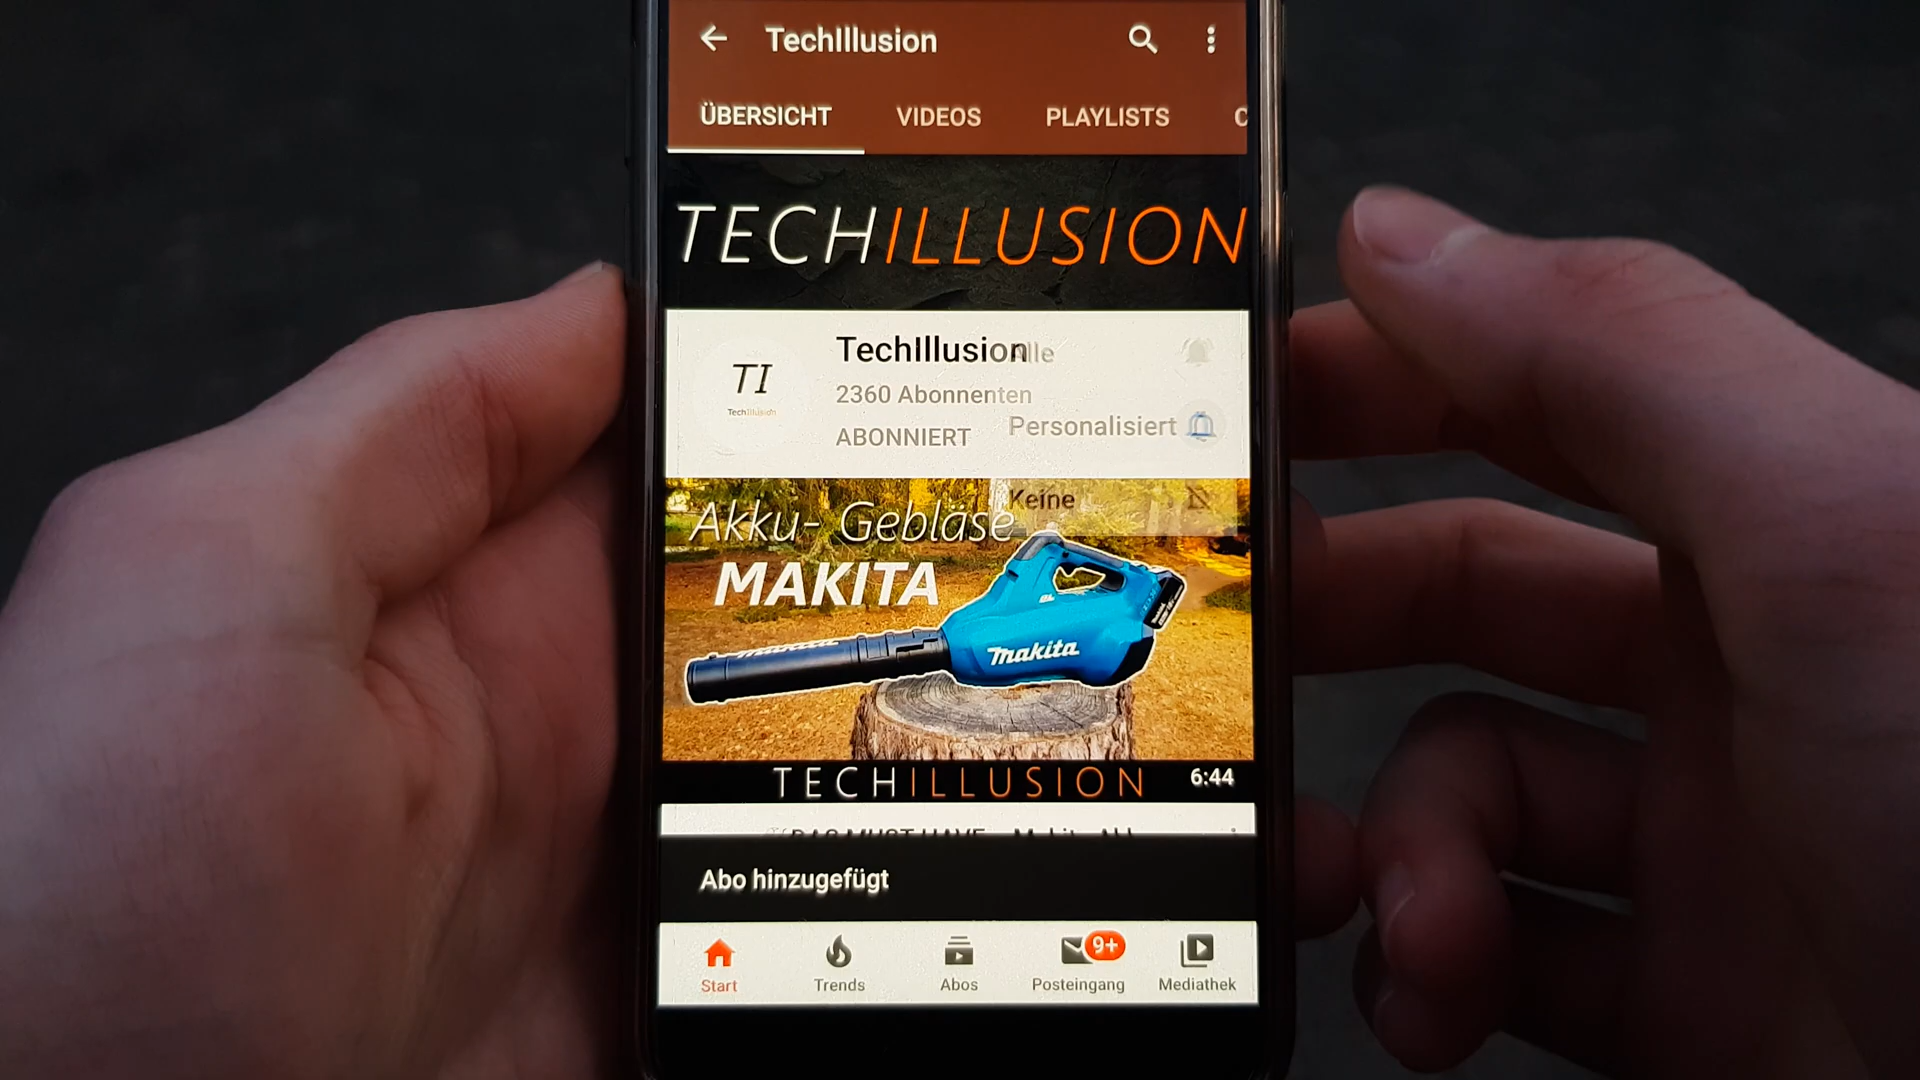 TechIllusion
ÜBERSICHT VIDEOS PLAYLISTS C
TECHILLUSION
TechIllusion
Alle
TI
TechIllusion
2360 Abonnenten
Personalisiert
ABONNIERT
Keine
Akku- Gebläse
MAKITA
makita
TECHILLUSION 6:44
Abo hinzugefügt
9+
Start Trends Abos Posteingang Mediathek